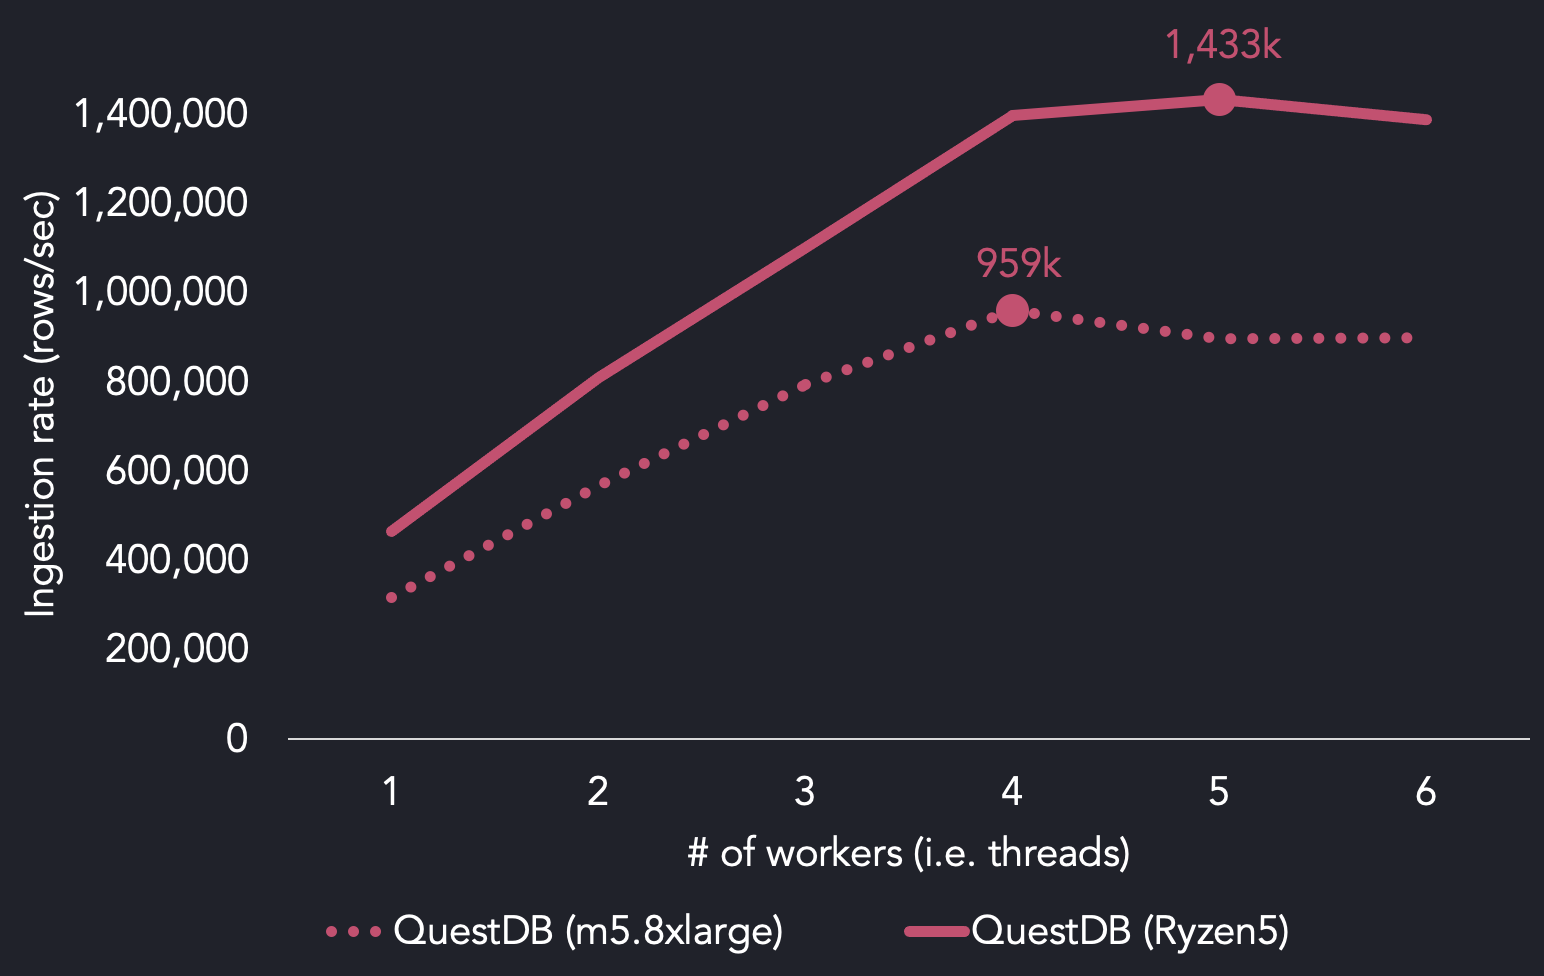 1,433k
1,400,000
1,200,000
1,000,000
800,000
600,000
400,000
200,000
0
Ingestion rate (rows/sec)
959k
1 2 3 4 5 6
# of workers (i.e. threads)
QuestDB (m5.8xlarge) QuestDB (Ryzen5)